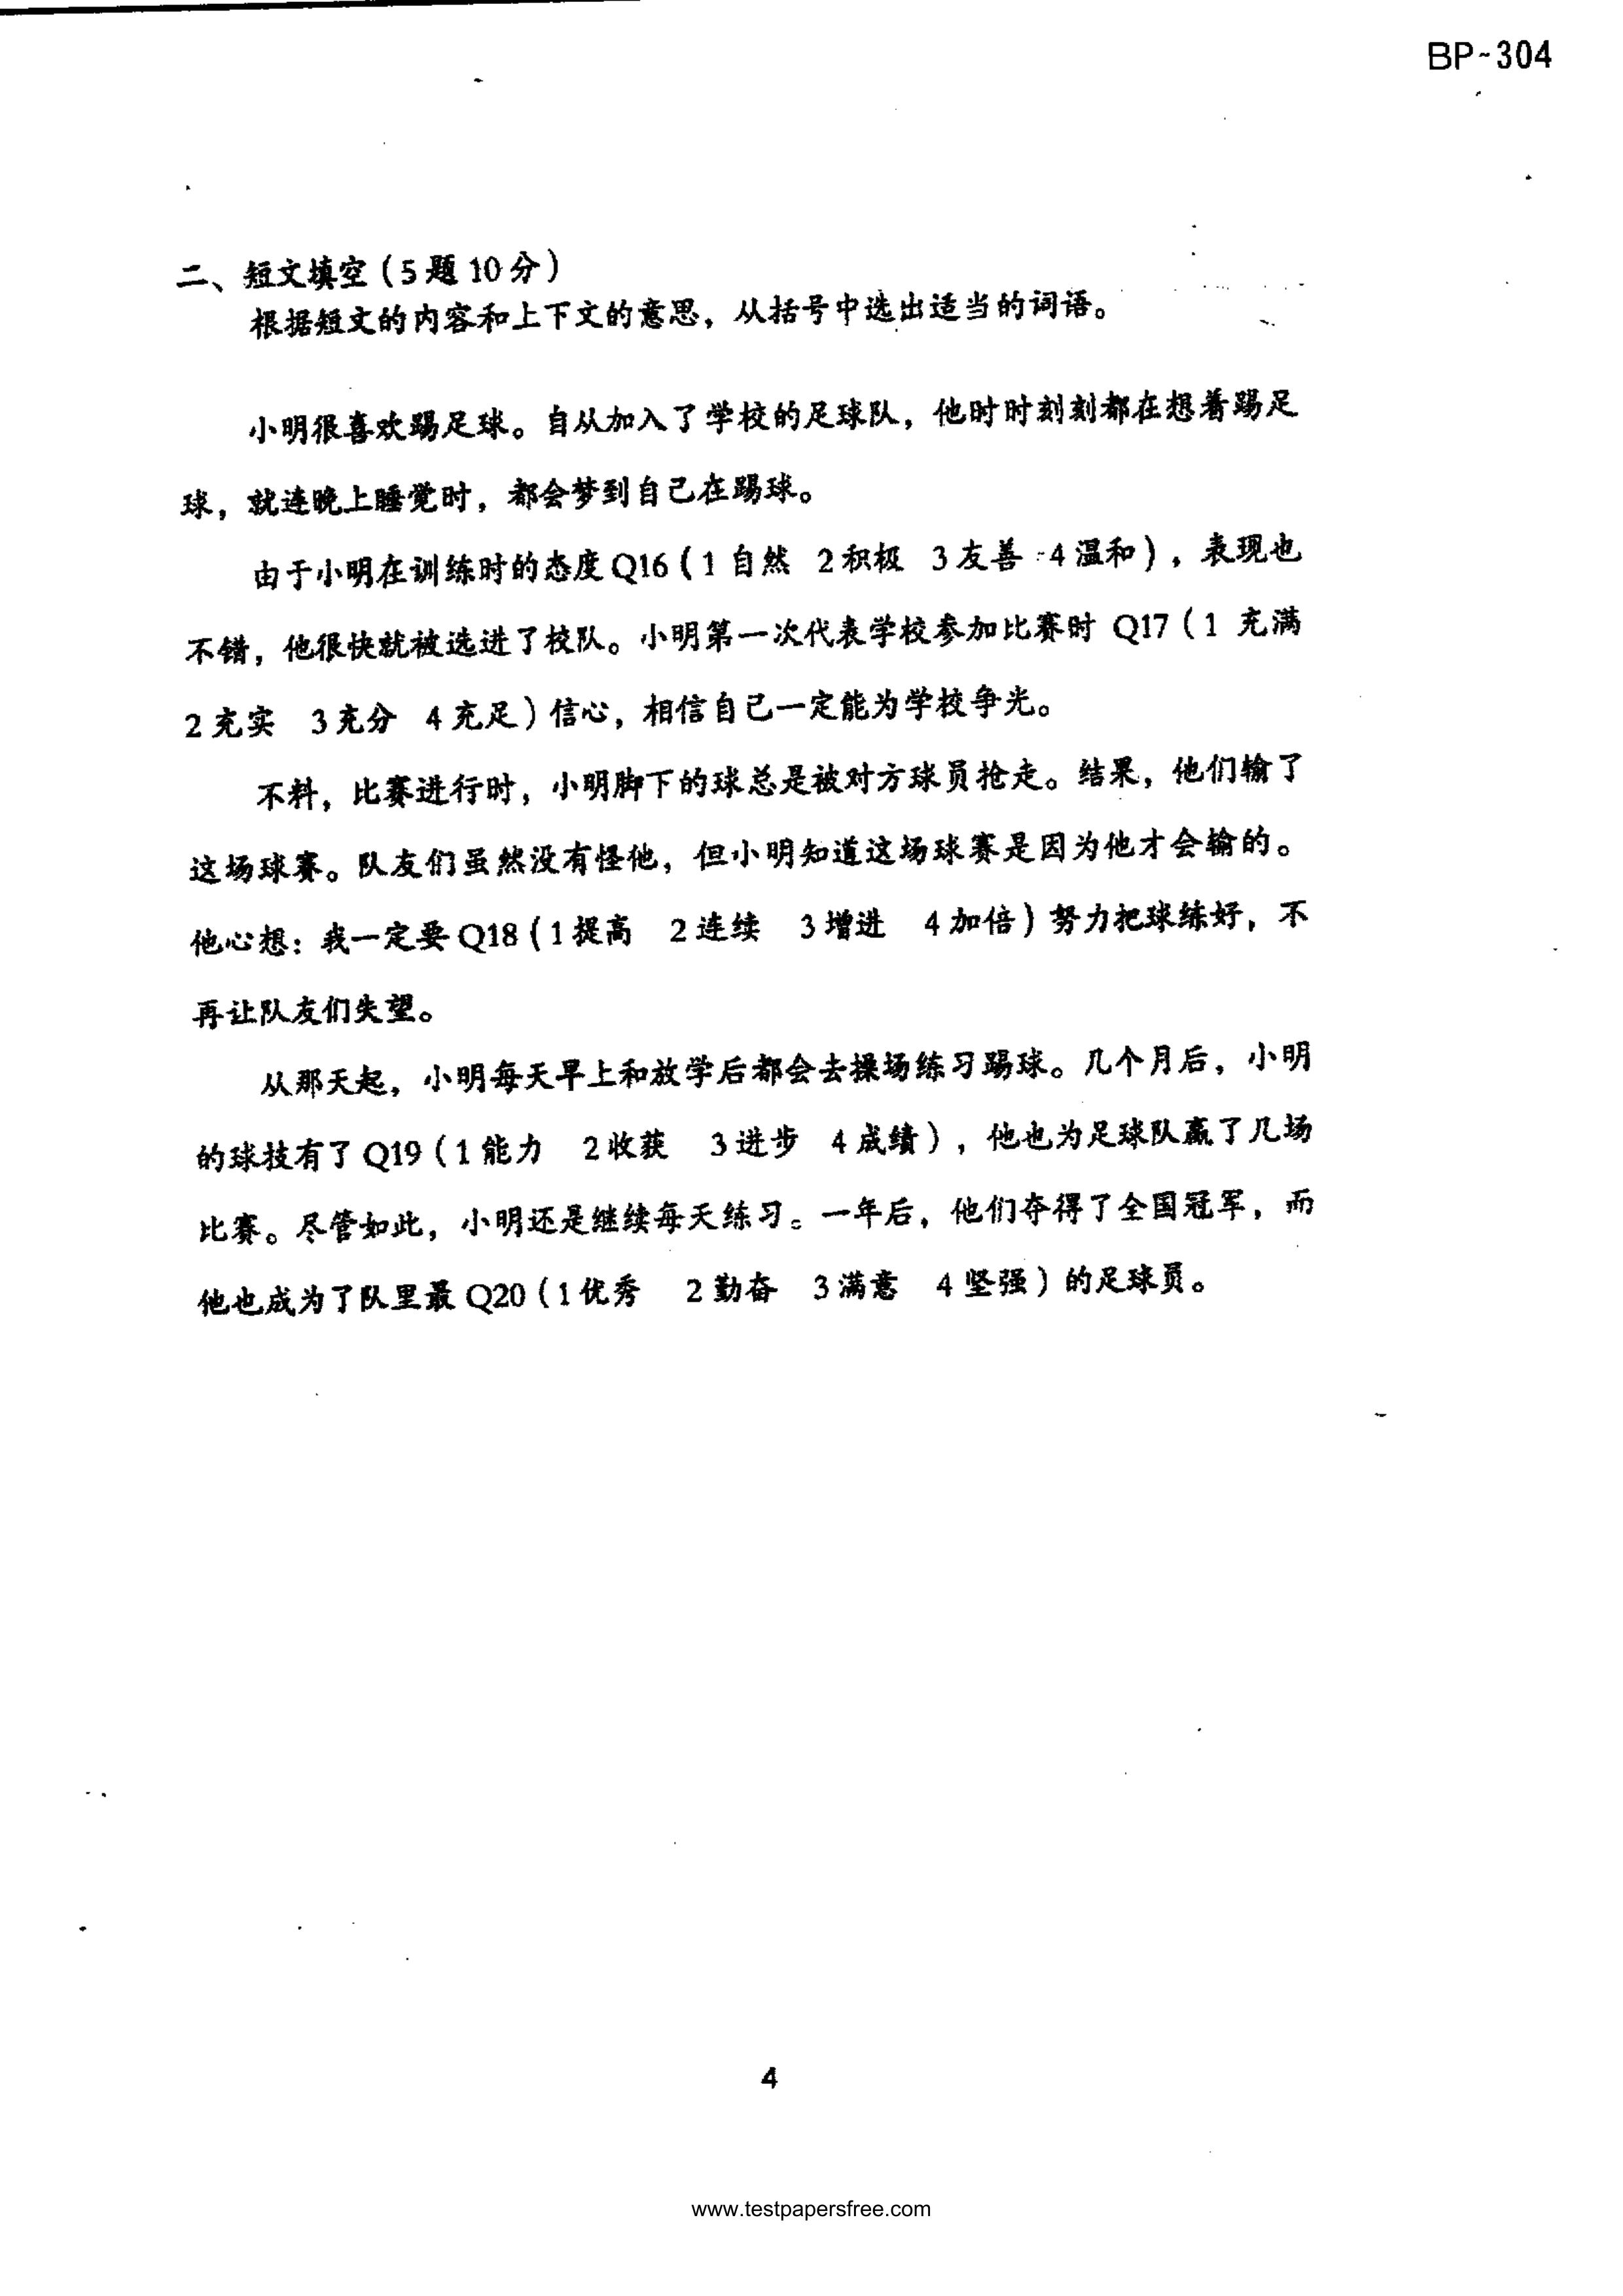 BP-304
二、短文填空(5题10分)
根据短文的内容和上下文的意思，从括号中选出适当的词语。
小明很喜欢踢足球。自从加入了学校的足球队，他时时刻刻都在想着踢足
球，就连晚上睡觉时，都会梦到自己在踢球。
由于小明在训练时的态度Q16(1 自然 2积极 3友善 4温和)，表现也
不错，他很快就被选进了校队。小明第一次代表学校参加比赛时 Q17(1 充满
2充实 3充分 4充足)信心，相信自己一定能为学校争光。
不料，比赛进行时，小明脚下的球总是被对方球员抢走。结果，他们输了
这场球赛。队友们虽然没有怪他，但小明知道这场球赛是因为他才会输的。
他心想：我一定要Q18(1提高 2连续 3增进 4加倍)努力把球练好，不
再让队友们失望。
从那天起，小明每天早上和放学后都会去操场练习踢球。几个月后，小明
的球技有了Q19(1能力 2收获 3进步 4成绩)，他也为足球队赢了几场
比赛。尽管如此，小明还是继续每天练习。一年后，他们夺得了全国冠军，而
他也成为了队里最Q20(1优秀 2勤奋 3满意 4坚强)的足球员。
4
www.testpapersfree.com